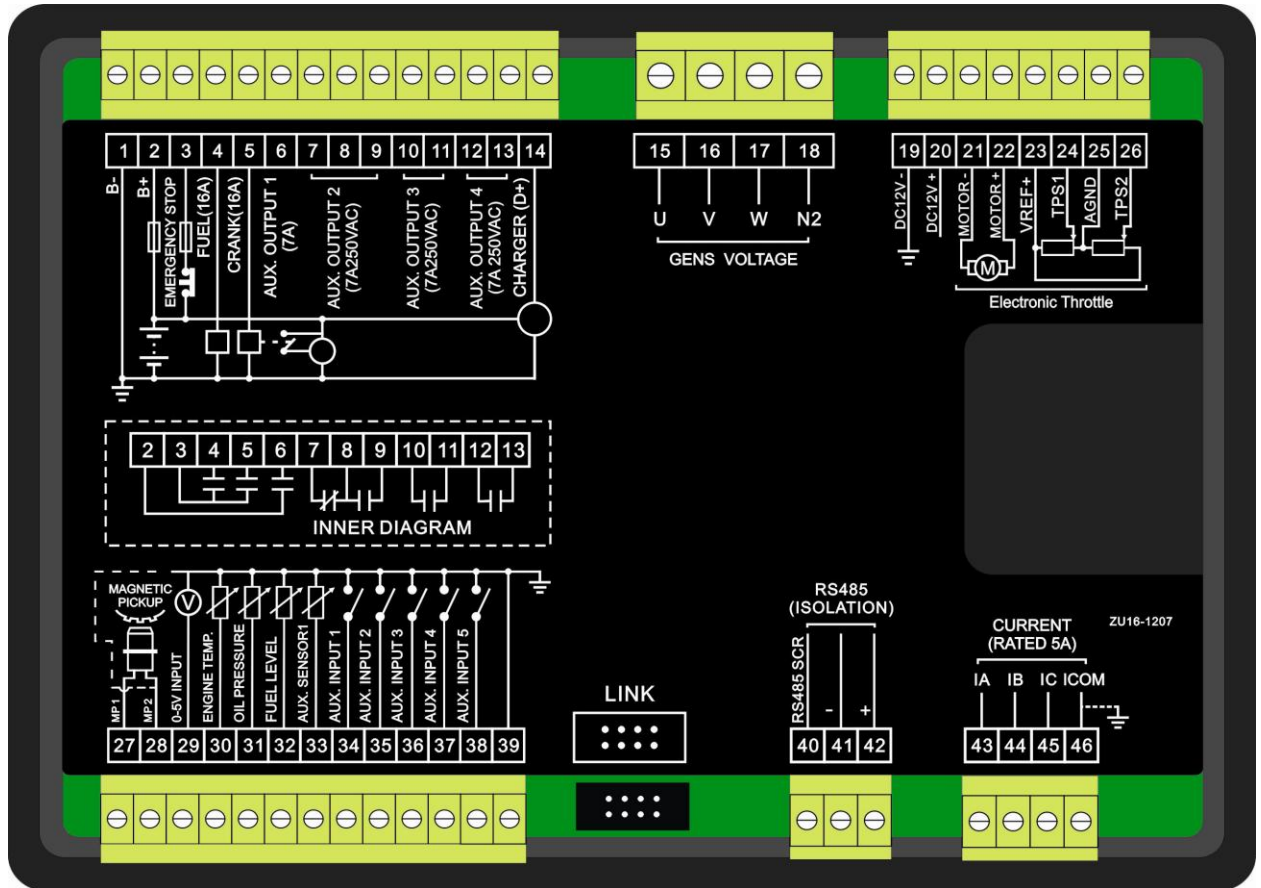 1 2 3 4 5 6 7 8 9 10 11 12 13 14
B-
B+
EMERGENCY STOP
FUEL(16A)
CRANK(16A)
AUX. OUTPUT 1
(7A)
AUX. OUTPUT 2
(7A250VAC)
AUX. OUTPUT 3
(7A250VAC)
AUX. OUTPUT 4
(7A 250VAC)
CHARGER (D+)
15 16 17 18
U V W N2
GENS VOLTAGE
19 20 21 22 23 24 25 26
DC12V -
DC12V +
MOTOR -
MOTOR +
VREF+
TPS1
AGND
TPS2
M
Electronic Throttle
2 3 4 5 6 7 8 9 10 11 12 13
INNER DIAGRAM
MAGNETIC
PICKUP
V
MP1
MP2
0-5V INPUT
ENGINE TEMP.
OIL PRESSURE
FUEL LEVEL
AUX. SENSOR1
AUX. INPUT 1
AUX. INPUT 2
AUX. INPUT 3
AUX. INPUT 4
AUX. INPUT 5
27 28 29 30 31 32 33 34 35 36 37 38 39
LINK
RS485
(ISOLATION)
RS485 SCR
-
+
40 41 42
CURRENT
(RATED 5A)
IA IB IC ICOM
43 44 45 46
ZU16-1207